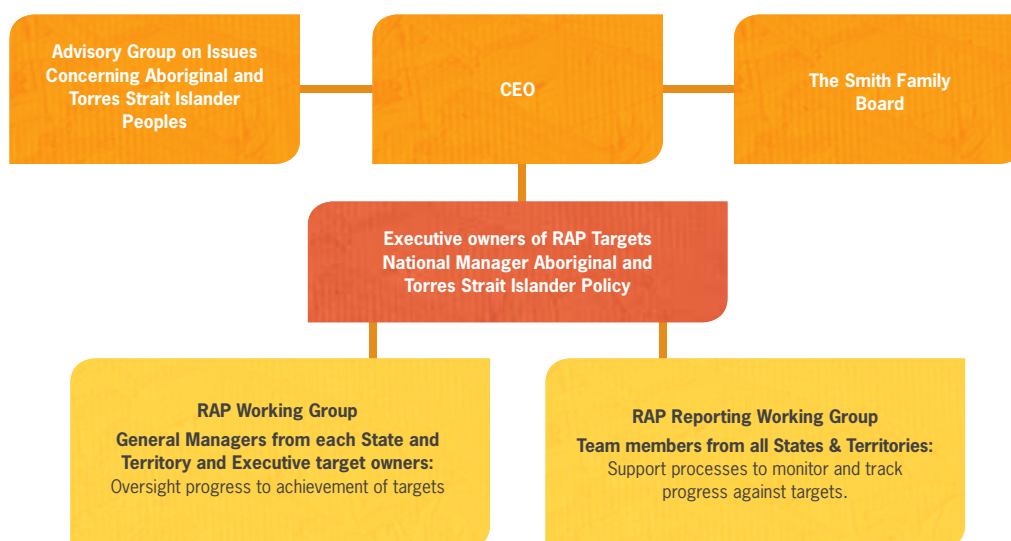 Advisory Group on Issues
Concerning Aboriginal and
Torres Strait Islander
Peoples
CEO
The Smith Family
Board
Executive owners of RAP Targets
National Manager Aboriginal and
Torres Strait Islander Policy
RAP Working Group
General Managers from each State and
Territory and Executive target owners:
Oversight progress to achievement of targets
RAP Reporting Working Group
Team members from all States & Territories:
Support processes to monitor and track
progress against targets.